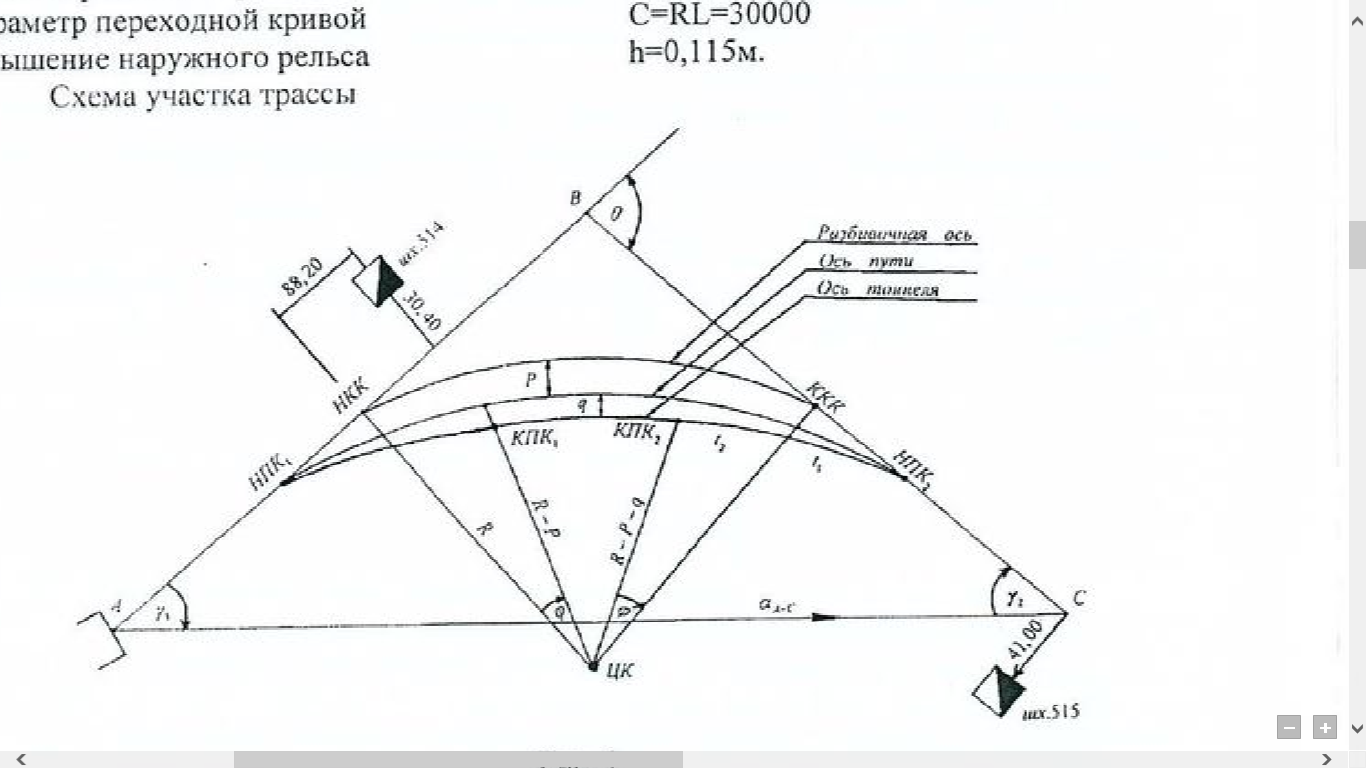 раметр переходной кривой
C=RL=30000
ышение наружного рельса
h=0,115м.
Схема участка трассы
B
θ
шх.514
88,20
30,40
Разбивочная ось
Ось пути
Ось тоннеля
P
НКК
ККК
q
КПК₁
КПК₂
НПК₁
НПК₂
R
R-P
R-P-q
A
γ₁
C
γ₂
41,00
ЦК
шх.515